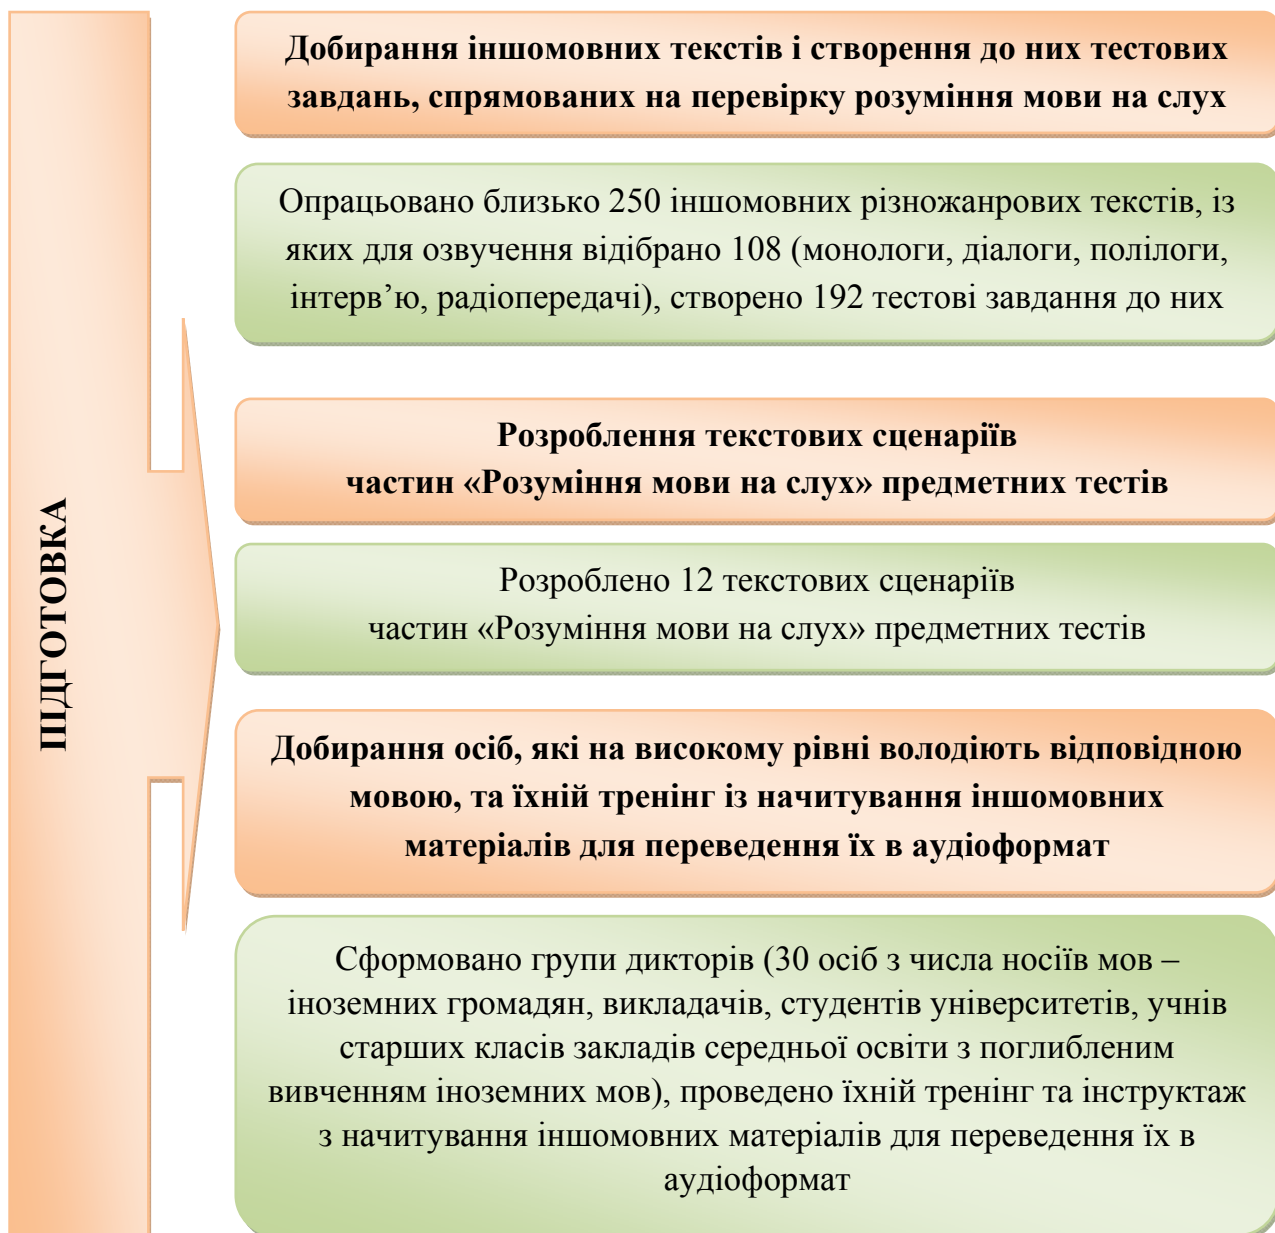 ПІДГОТОВКА
Добирання іншомовних текстів і створення до них тестових
завдань, спрямованих на перевірку розуміння мови на слух
Опрацьовано близько 250 іншомовних різножанрових текстів, із
яких для озвучення відібрано 108 (монологи, діалоги, полілоги,
інтерв’ю, радіопередачі), створено 192 тестові завдання до них
Розроблення текстових сценаріїв
частин «Розуміння мови на слух» предметних тестів
Розроблено 12 текстових сценаріїв
частин «Розуміння мови на слух» предметних тестів
Добирання осіб, які на високому рівні володіють відповідною
мовою, та їхній тренінг із начитування іншомовних
матеріалів для переведення їх в аудіоформат
Сформовано групи дикторів (30 осіб з числа носіїв мов –
іноземних громадян, викладачів, студентів університетів, учнів
старших класів закладів середньої освіти з поглибленим
вивченням іноземних мов), проведено їхній тренінг та інструктаж
з начитування іншомовних матеріалів для переведення їх в
аудіоформат